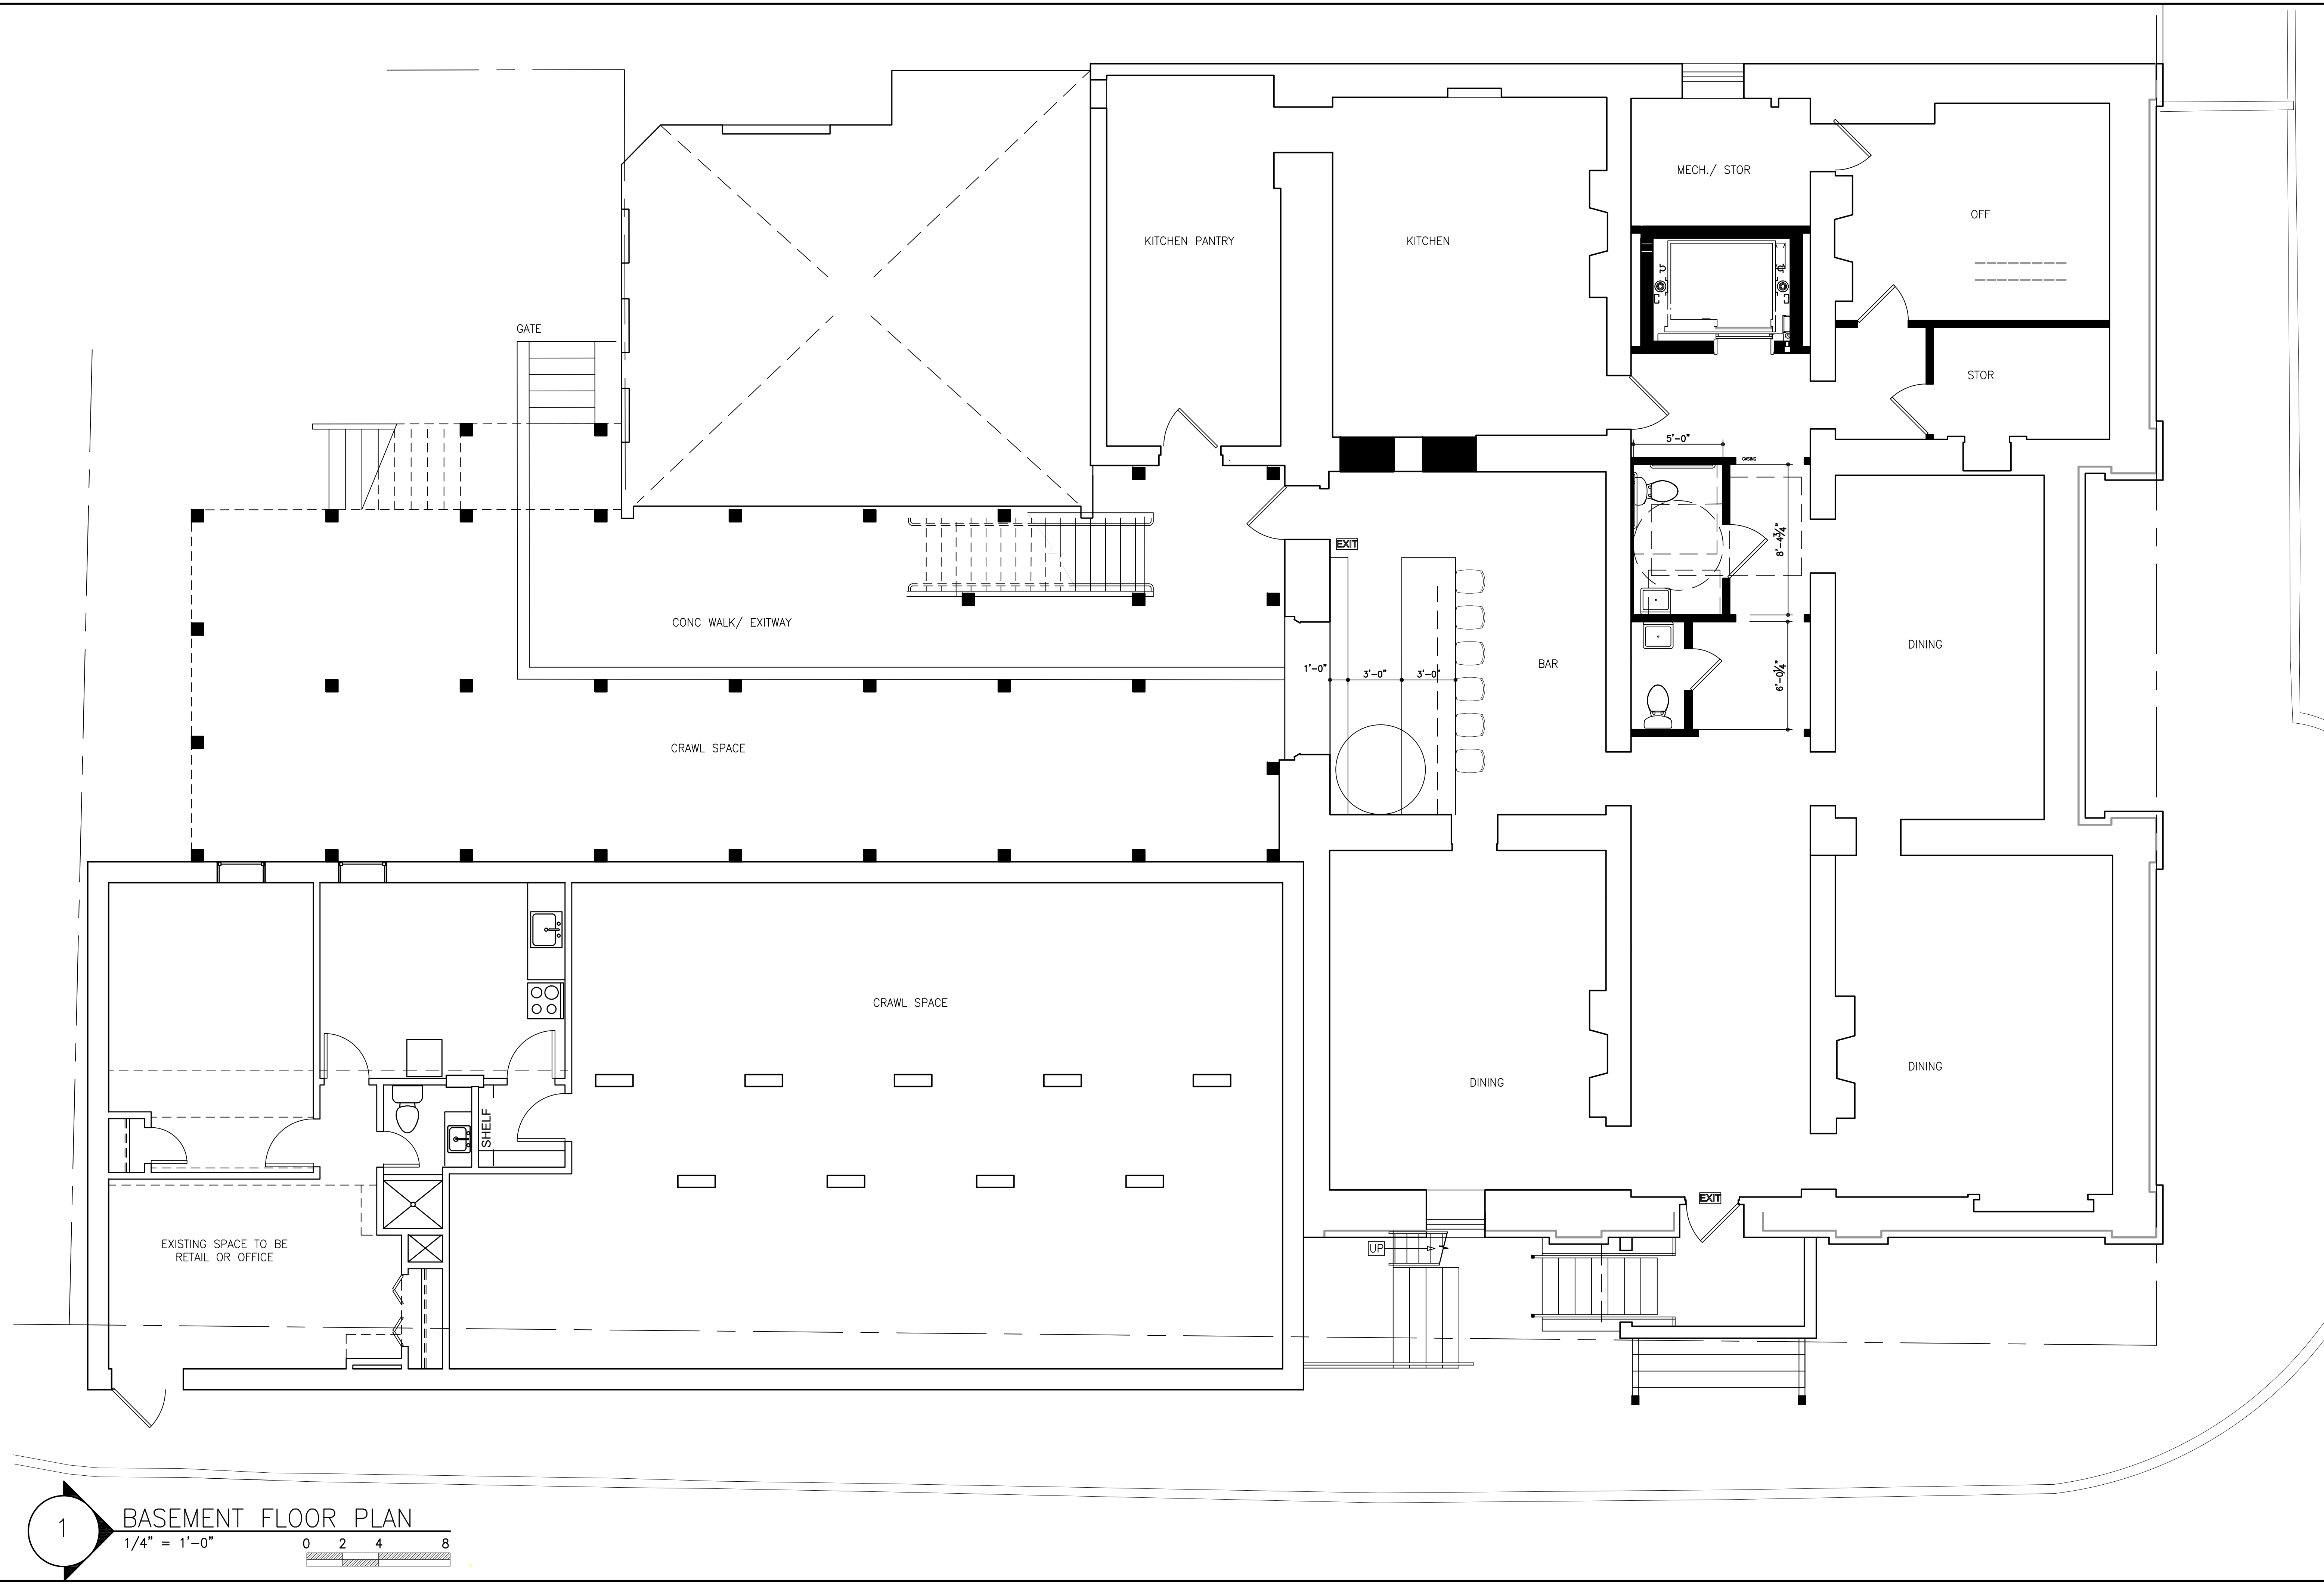 MECH./ STOR
OFF
KITCHEN PANTRY
KITCHEN
GATE
STOR
5'-0"
CASING
EXIT
8'-4¾"
CONC WALK/ EXITWAY
DINING
BAR
1'-0"
3'-0"
3'-0"
6'-0¼"
CRAWL SPACE
CRAWL SPACE
DINING
DINING
SHELF
EXIT
EXISTING SPACE TO BE
RETAIL OR OFFICE
UP
1
BASEMENT FLOOR PLAN
1/4" = 1'-0"
0 2 4 8